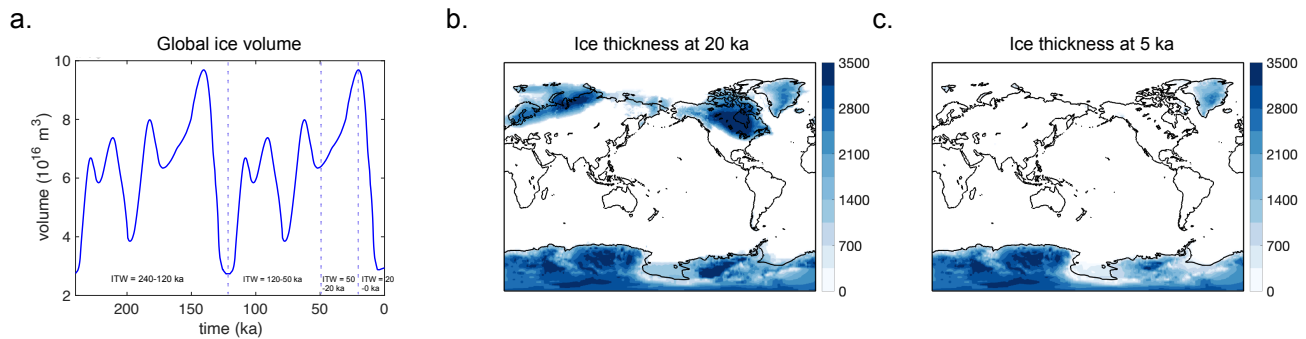 a.
Global ice volume
10
8
6
4
2
volume (10^16 m^3)
ITW = 240-120 ka
ITW = 120-50 ka
ITW = 50
-20 ka
ITW = 20
-0 ka
200
150
100
50
0
time (ka)
b.
Ice thickness at 20 ka
3500
2800
2100
1400
700
0
c.
Ice thickness at 5 ka
3500
2800
2100
1400
700
0